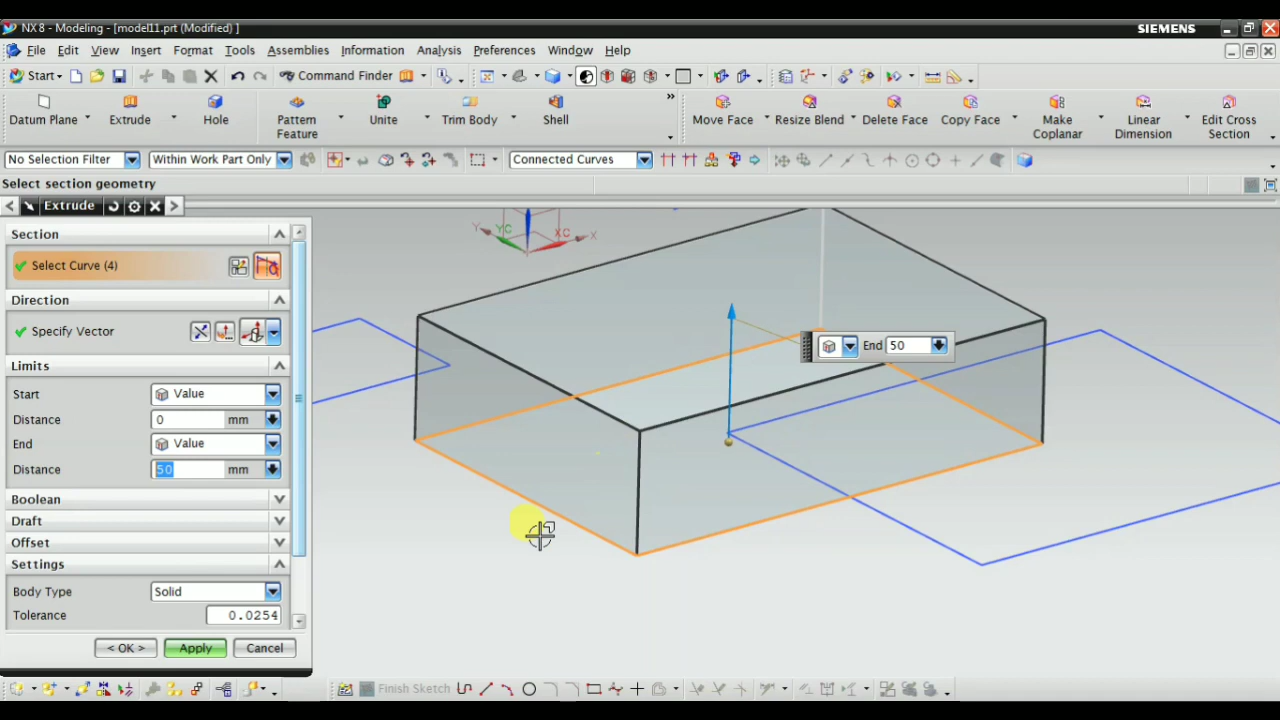 NX 8 - Modeling - [model11.prt (Modified) ] SIEMENS
File Edit View Insert Format Tools Assemblies Information Analysis Preferences Window Help
Start Command Finder
Datum Plane Extrude Hole Pattern Feature Unite Trim Body Shell Move Face Resize Blend Delete Face Copy Face Make Coplanar Linear Dimension Edit Cross Section
No Selection Filter Within Work Part Only Connected Curves
Select section geometry
Extrude
Section
Select Curve (4)
Direction
Specify Vector
Limits
Start Value
Distance 0 mm
End Value
Distance 50 mm
Boolean
Draft
Offset
Settings
Body Type Solid
Tolerance 0.0254
< OK > Apply Cancel
Y YC XC X
End 50
Finish Sketch